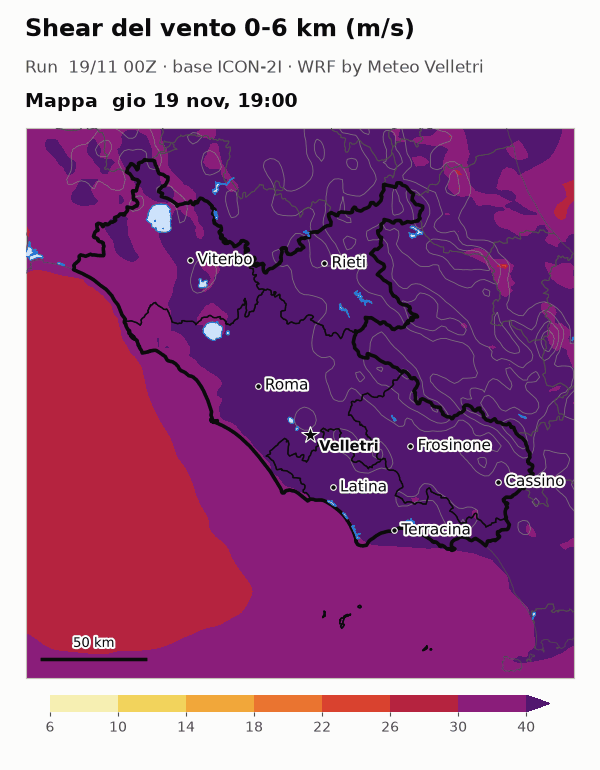 Shear del vento 0-6 km (m/s)
Run 19/11 00Z · base ICON-2I · WRF by Meteo Velletri
Mappa gio 19 nov, 19:00
Viterbo
Rieti
Roma
Velletri
Frosinone
Latina
Cassino
Terracina
50 km
6 10 14 18 22 26 30 40